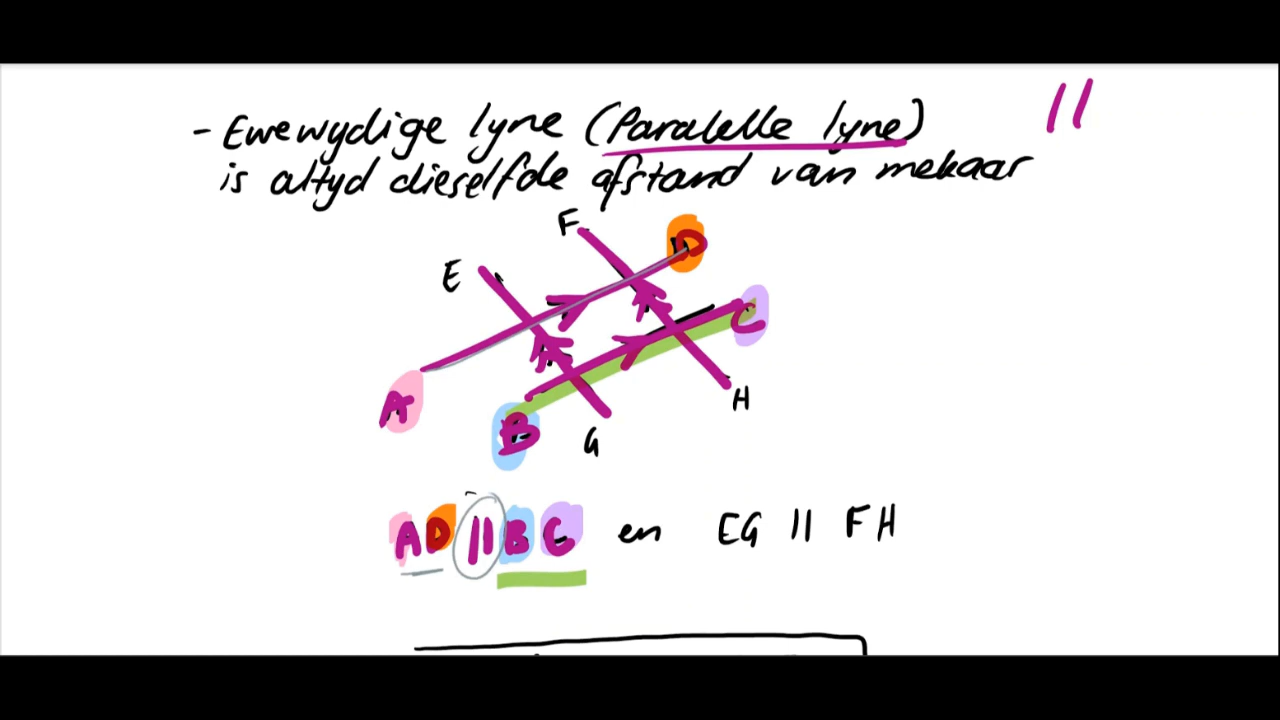 - Ewewydige lyne (Paralelle lyne) ||
is altyd dieselfde afstand van mekaar
F
D
E
C
A
H
B
G
AD || BC en EG || FH